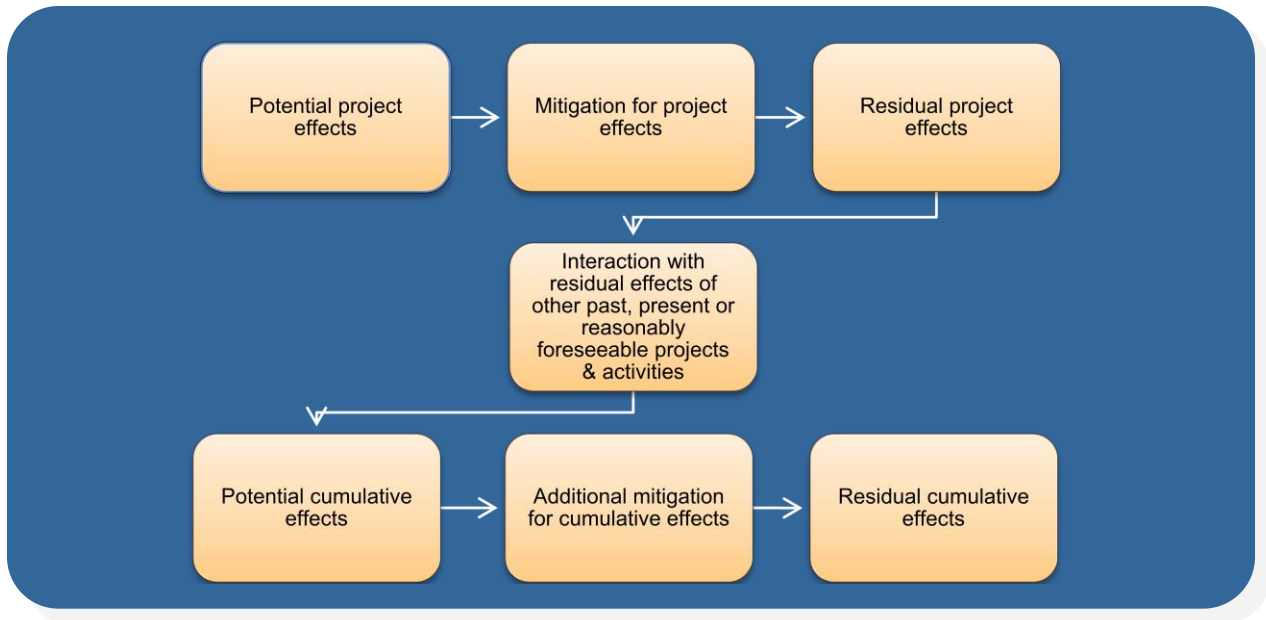 Potential project
effects
Mitigation for project
effects
Residual project
effects
Interaction with
residual effects of
other past, present or
reasonably
foreseeable projects
& activities
Potential cumulative
effects
Additional mitigation
for cumulative effects
Residual cumulative
effects